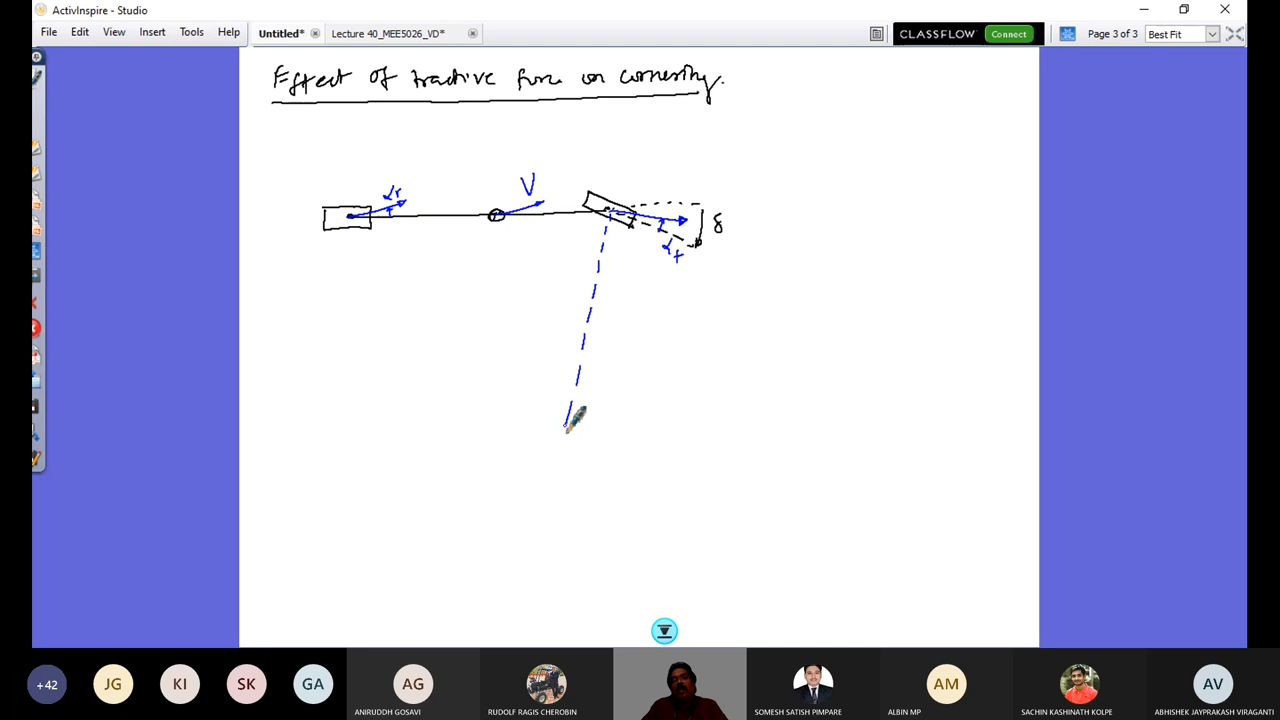 ActivInspire - Studio
File Edit View Insert Tools Help
Untitled* Lecture 40_MEE5026_VD*
CLASSFLOW Connect
Page 3 of 3 Best Fit
Effect of tractive force on cornering.
αr V δ
αf
+42 JG KI SK GA AG AM AV
ANIRUDDH GOSAVI RUDOLF RAGIS CHEROBIN SOMESH SATISH PIMPARE ALBIN MP SACHIN KASHINATH KOLPE ABHISHEK JAYPRAKASH VIRAGANTI